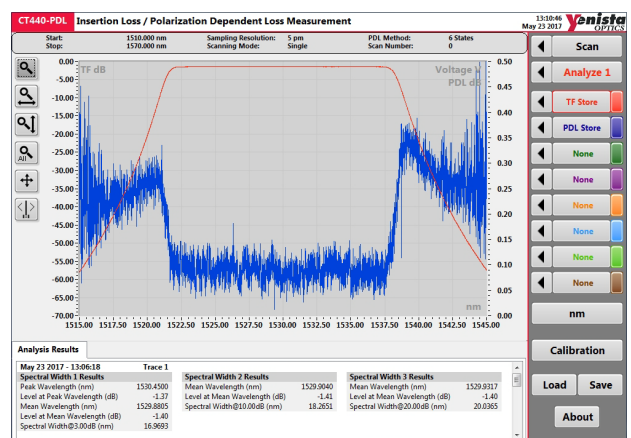 CT440-PDL Insertion Loss / Polarization Dependent Loss Measurement 13:10:46 May 23 2017 Yenista OPTICS
Start: 1510.000 nm Sampling Resolution: 5 pm PDL Method: 6 States
Stop: 1570.000 nm Scanning Mode: Single Scan Number: 0
TF dB
Voltage V
PDL dB
0.00
-5.00
-10.00
-15.00
-20.00
-25.00
-30.00
-35.00
-40.00
-45.00
-50.00
-55.00
-60.00
-65.00
-70.00
0.50
0.45
0.40
0.35
0.30
0.25
0.20
0.15
0.10
0.05
0.00
nm
1515.00 1517.50 1520.00 1522.50 1525.00 1527.50 1530.00 1532.50 1535.00 1537.50 1540.00 1542.50 1545.00
All
Scan
Analyze 1
TF Store
PDL Store
None
None
None
None
None
None
nm
Calibration
Load Save
About
Analysis Results
May 23 2017 - 13:06:18 Trace 1
Spectral Width 1 Results Spectral Width 2 Results Spectral Width 3 Results
Peak Wavelength (nm) 1530.4500 Mean Wavelength (nm) 1529.9040 Mean Wavelength (nm) 1529.9317
Level at Peak Wavelength (dB) -1.37 Level at Mean Wavelength (dB) -1.41 Level at Mean Wavelength (dB) -1.40
Mean Wavelength (nm) 1529.8805 Spectral Width@10.00dB (nm) 18.2651 Spectral Width@20.00dB (nm) 20.0365
Level at Mean Wavelength (dB) -1.40
Spectral Width@3.00dB (nm) 16.9693